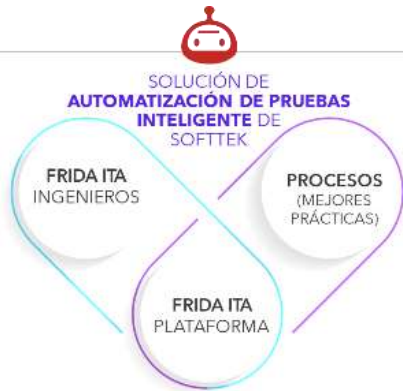 SOLUCIÓN DE
AUTOMATIZACIÓN DE PRUEBAS
INTELIGENTE DE
SOFTTEK
FRIDA ITA
INGENIEROS
PROCESOS
(MEJORES
PRÁCTICAS)
FRIDA ITA
PLATAFORMA